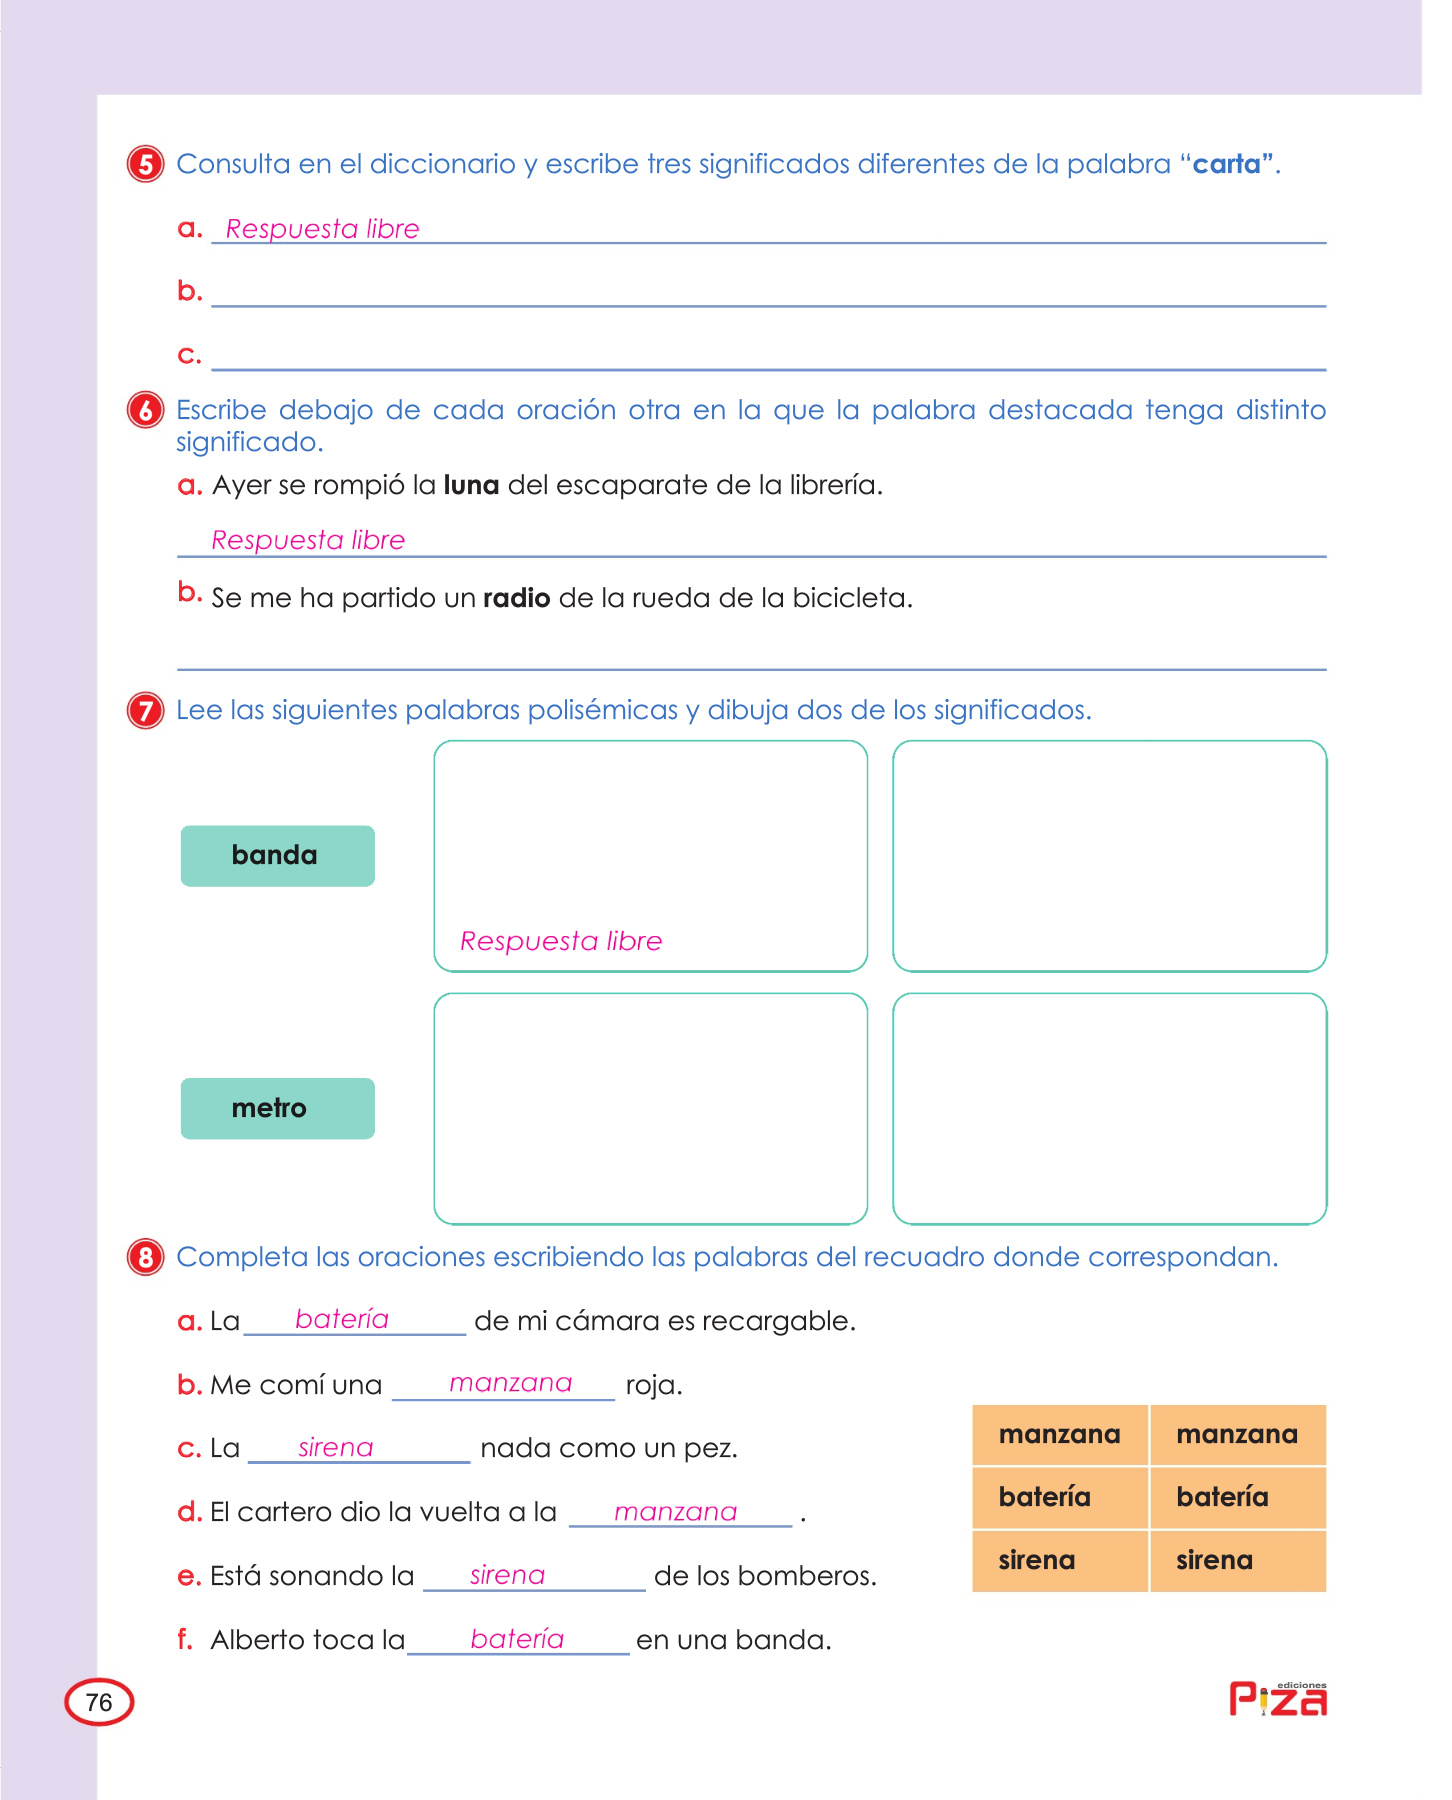 5 Consulta en el diccionario y escribe tres significados diferentes de la palabra “carta”.
a. Respuesta libre
b.
c.
6 Escribe debajo de cada oración otra en la que la palabra destacada tenga distinto
significado.
a. Ayer se rompió la luna del escaparate de la librería.
Respuesta libre
b. Se me ha partido un radio de la rueda de la bicicleta.
7 Lee las siguientes palabras polisémicas y dibuja dos de los significados.
banda
Respuesta libre
metro
8 Completa las oraciones escribiendo las palabras del recuadro donde correspondan.
a. La batería de mi cámara es recargable.
b. Me comí una manzana roja.
c. La sirena nada como un pez.
d. El cartero dio la vuelta a la manzana .
e. Está sonando la sirena de los bomberos.
f. Alberto toca la batería en una banda.
manzana manzana
batería batería
sirena sirena
76
ediciones
Piza